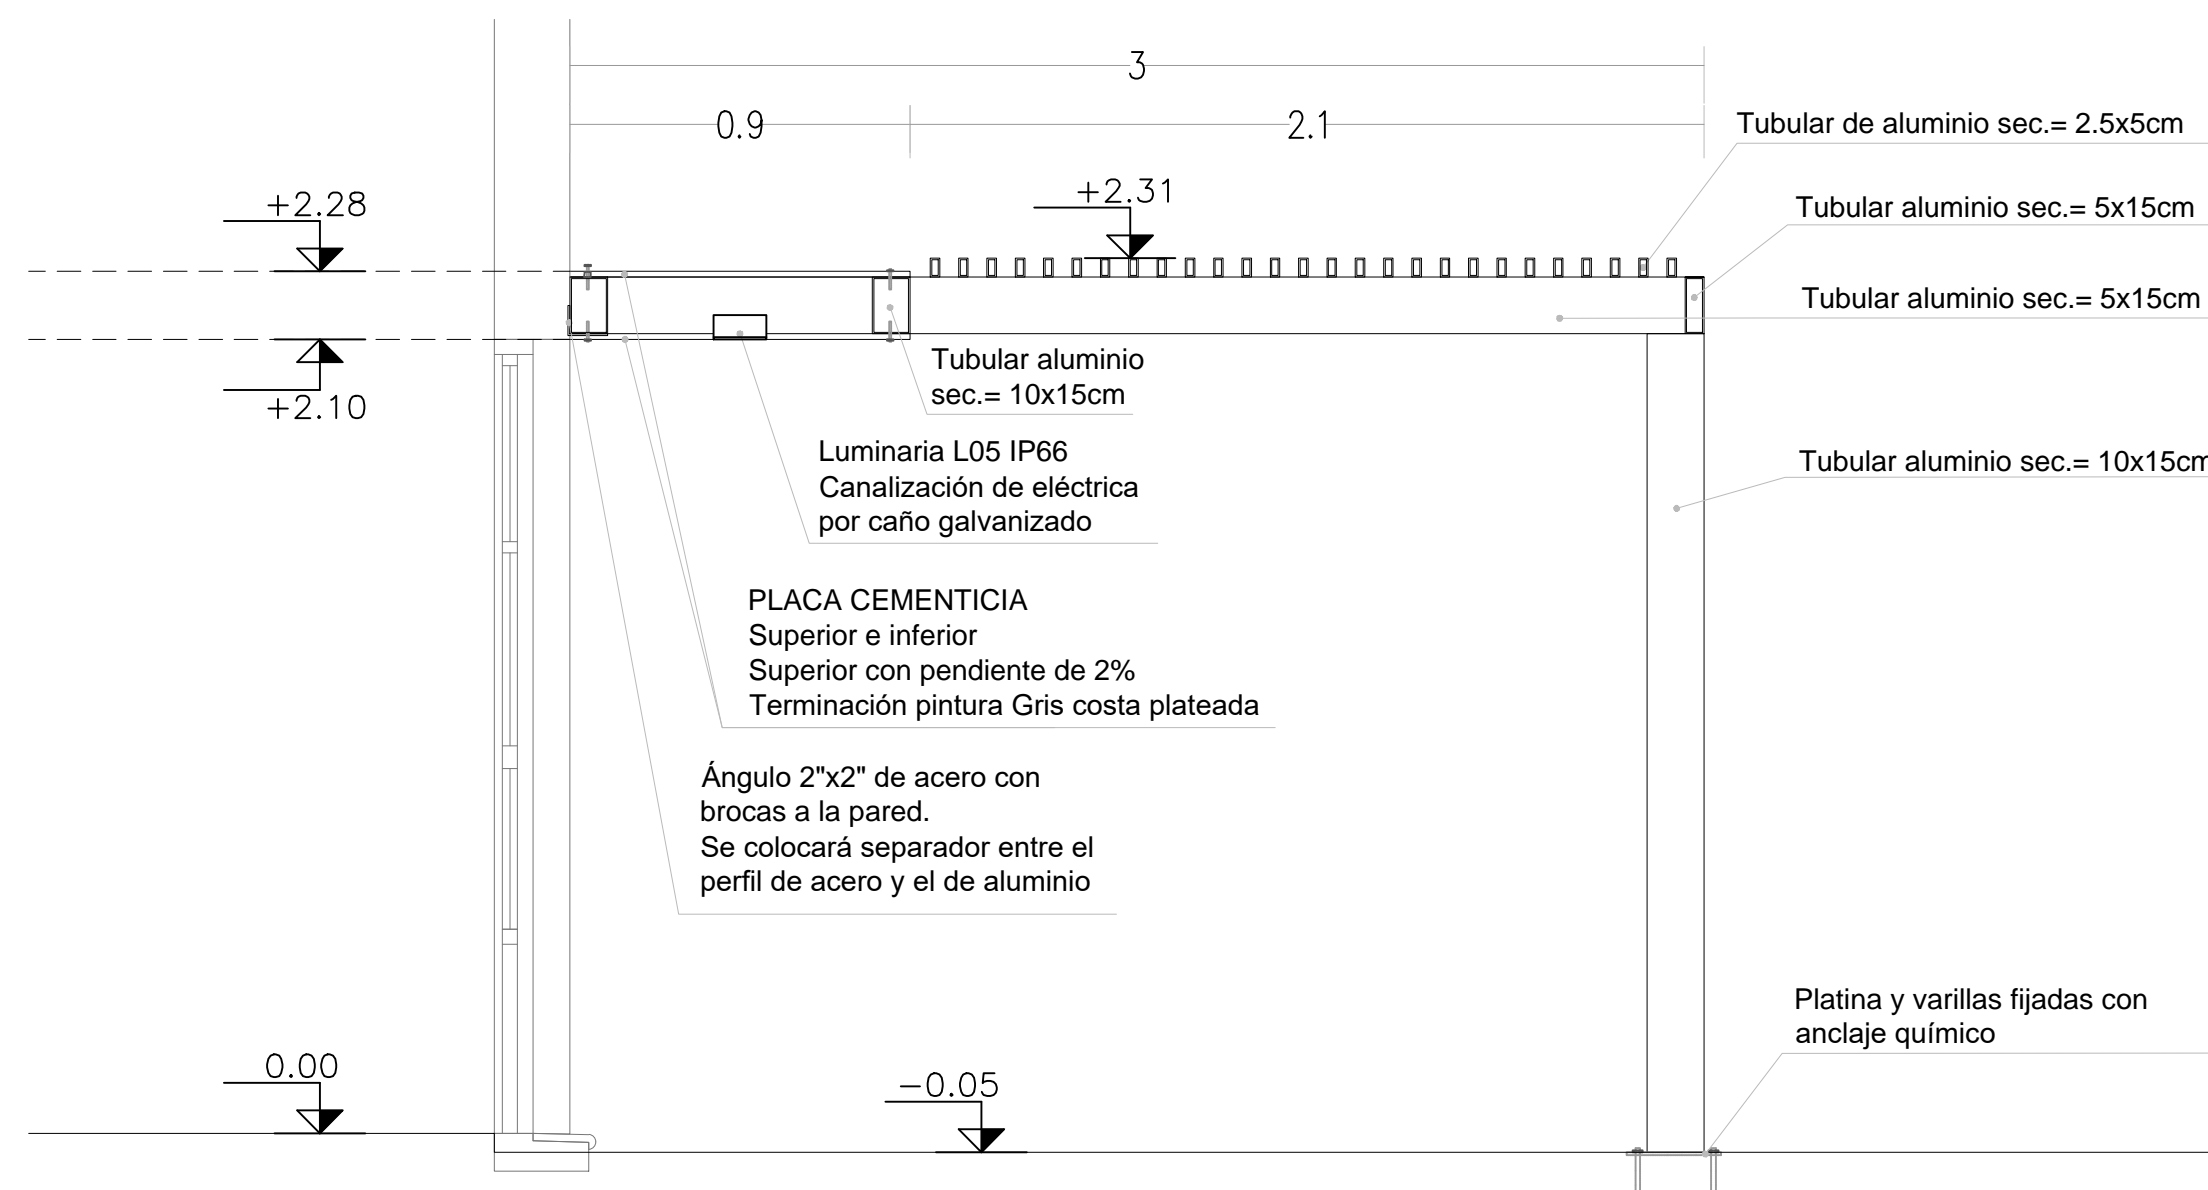 3
0.9
2.1
Tubular de aluminio sec.= 2.5x5cm
+2.28
+2.31
Tubular aluminio sec.= 5x15cm
Tubular aluminio sec.= 5x15cm
+2.10
Tubular aluminio
sec.= 10x15cm
Luminaria L05 IP66
Canalización de eléctrica
por caño galvanizado
Tubular aluminio sec.= 10x15cm
PLACA CEMENTICIA
Superior e inferior
Superior con pendiente de 2%
Terminación pintura Gris costa plateada
Ángulo 2"x2" de acero con
brocas a la pared.
Se colocará separador entre el
perfil de acero y el de aluminio
Platina y varillas fijadas con
anclaje químico
0.00
−0.05